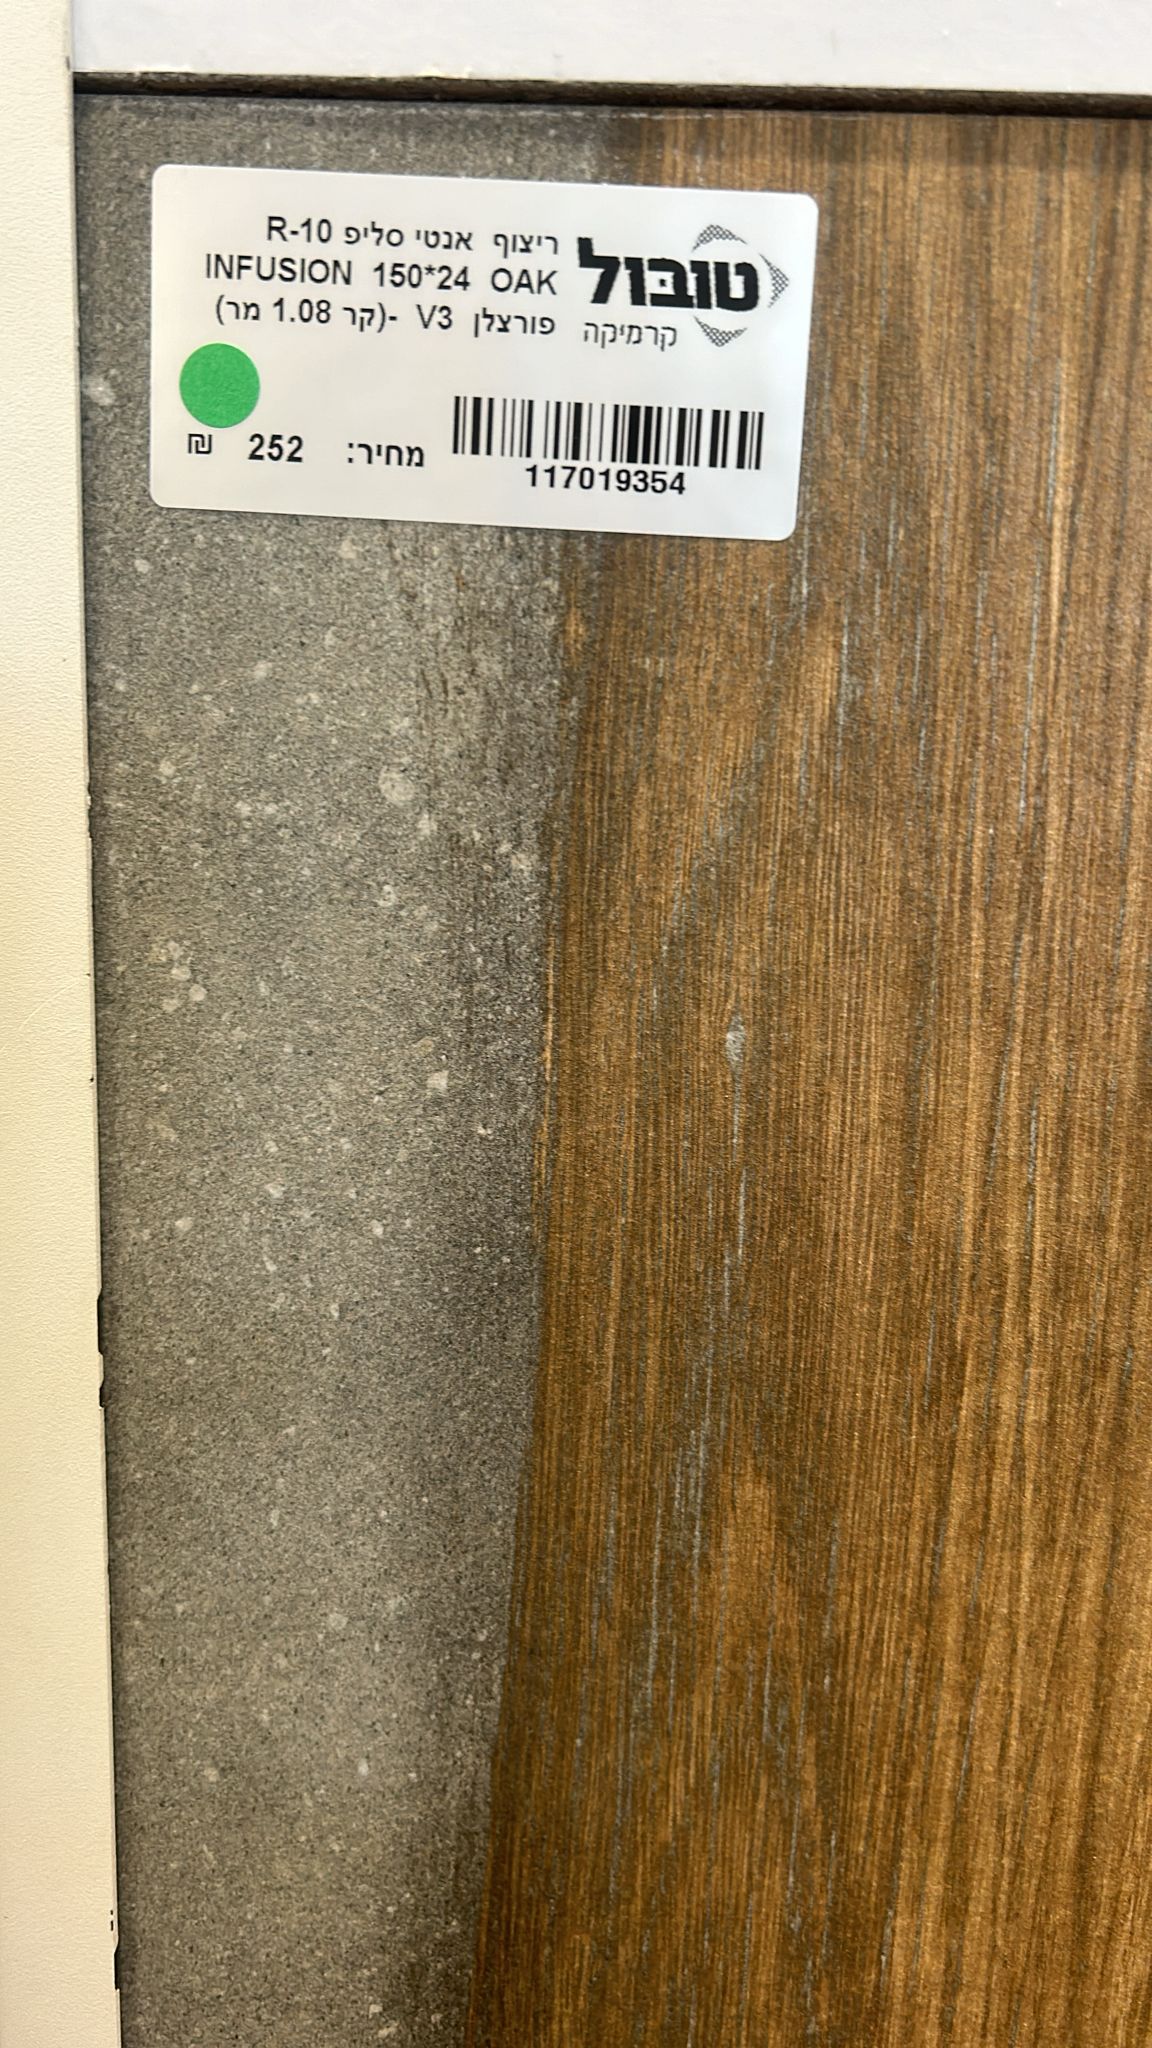 טובול
קרמיקה
ריצוף אנטי סליפ R-10
INFUSION 150*24 OAK
פורצלן V3 -(קר 1.08 מר)
117019354
מחיר: 252 ₪